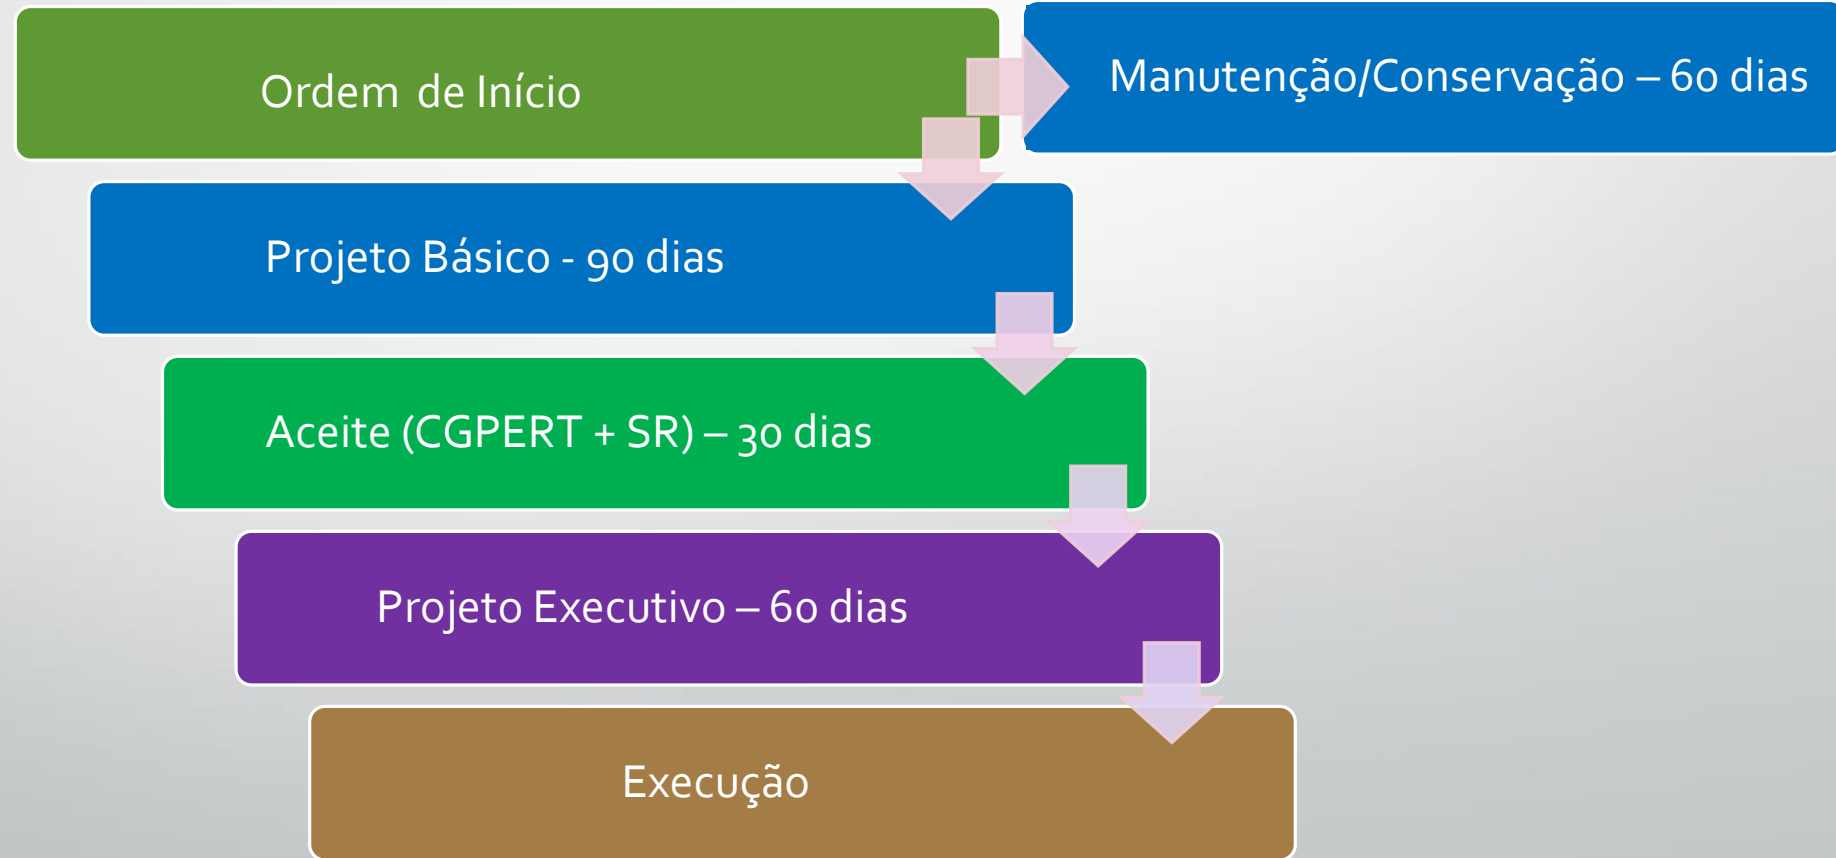 Ordem de Início
Manutenção/Conservação – 60 dias
Projeto Básico - 90 dias
Aceite (CGPERT + SR) – 30 dias
Projeto Executivo – 60 dias
Execução